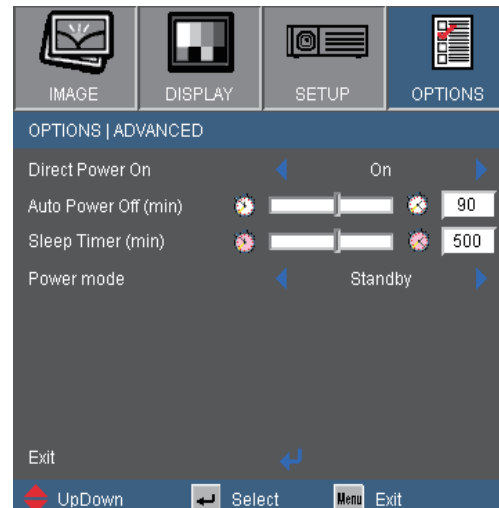 IMAGE DISPLAY SETUP OPTIONS
OPTIONS | ADVANCED
Direct Power On On
Auto Power Off (min) 90
Sleep Timer (min) 500
Power mode Standby
Exit
UpDown Select Menu Exit